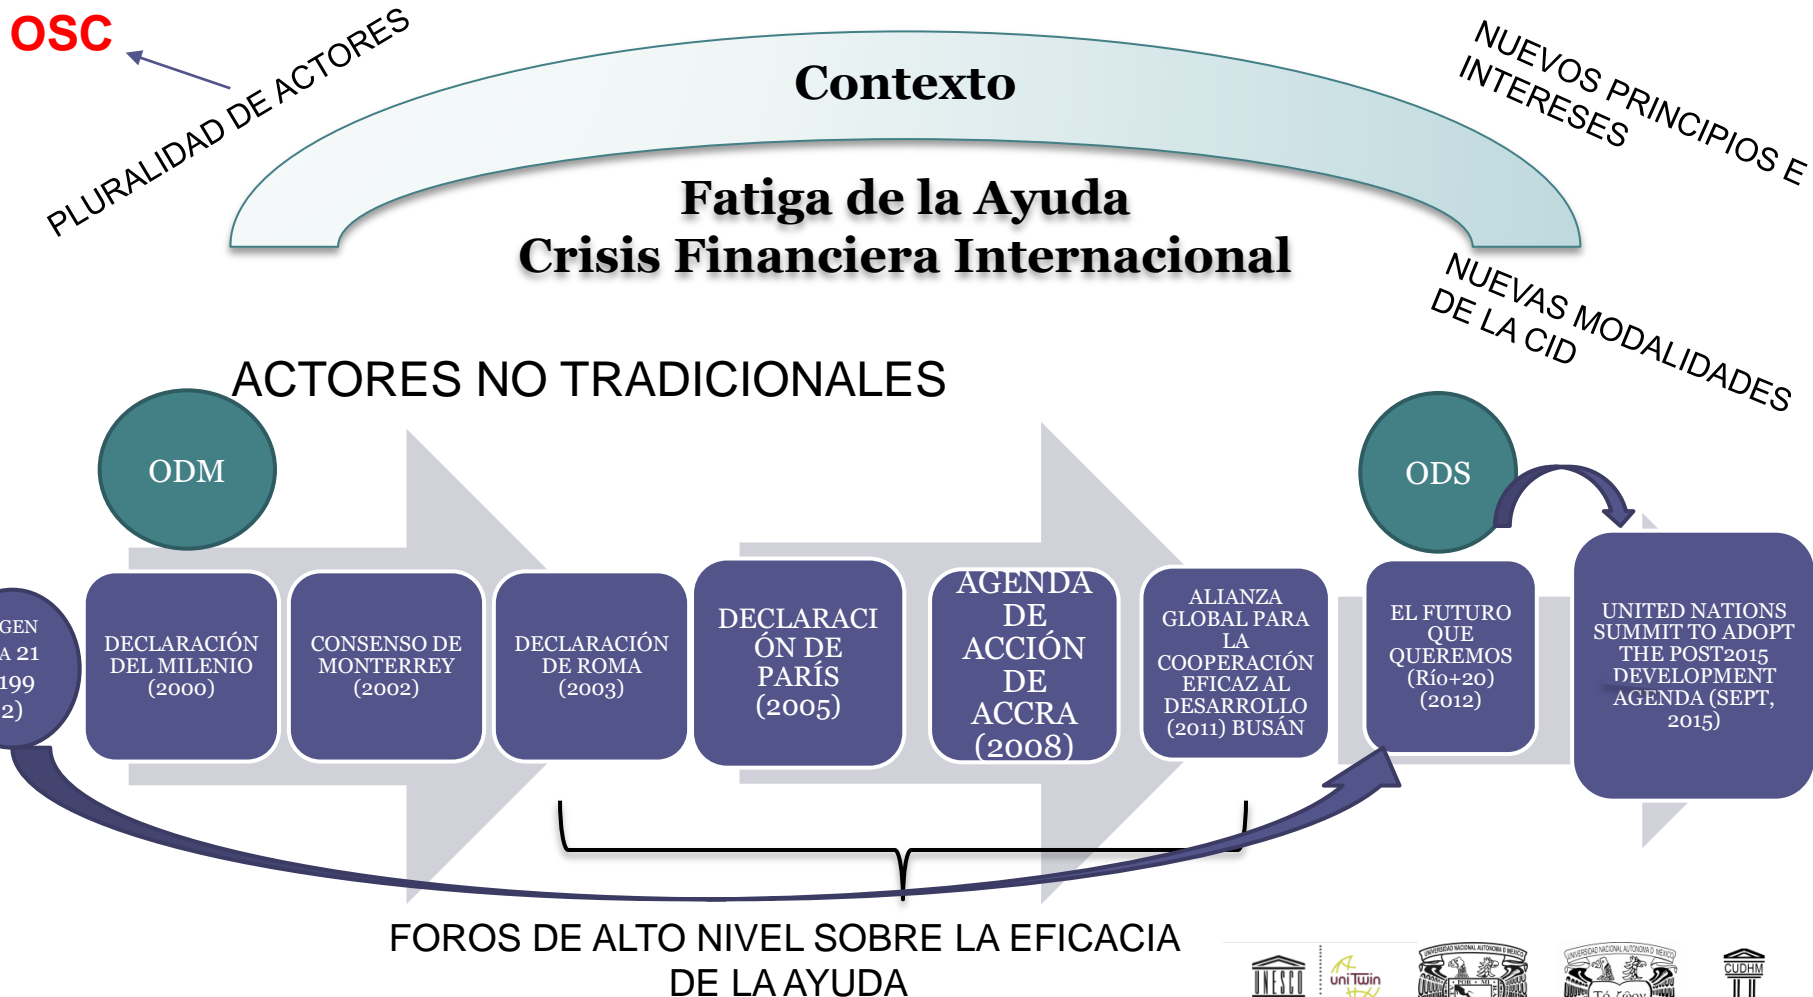 OSC
PLURALIDAD DE ACTORES
Contexto
NUEVOS PRINCIPIOS E
INTERESES
Fatiga de la Ayuda
Crisis Financiera Internacional
NUEVAS MODALIDADES
DE LA CID
ACTORES NO TRADICIONALES
ODM
ODS
GEN
A 21
199
2)
DECLARACIÓN
DEL MILENIO
(2000)
CONSENSO DE
MONTERREY
(2002)
DECLARACIÓN
DE ROMA
(2003)
DECLARACI
ÓN DE
PARÍS
(2005)
AGENDA
DE
ACCIÓN
DE
ACCRA
(2008)
ALIANZA
GLOBAL PARA
LA
COOPERACIÓN
EFICAZ AL
DESARROLLO
(2011) BUSÁN
EL FUTURO
QUE
QUEREMOS
(Río+20)
(2012)
UNITED NATIONS
SUMMIT TO ADOPT
THE POST2015
DEVELOPMENT
AGENDA (SEPT,
2015)
FOROS DE ALTO NIVEL SOBRE LA EFICACIA
DE LA AYUDA
UNESCO
uniTwin
CUDHM